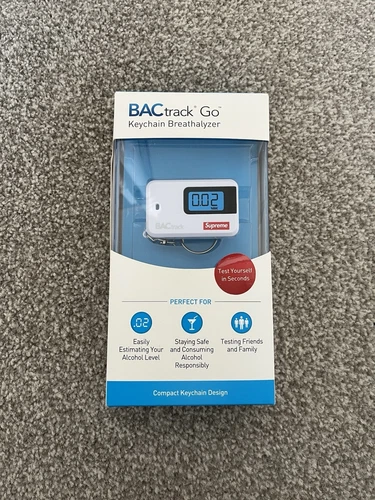 BACtrack® Go™
Keychain Breathalyzer
0.02
BACtrack
Supreme
Test Yourself
in Seconds
PERFECT FOR
.02
Easily
Estimating Your
Alcohol Level
Staying Safe
and Consuming
Alcohol
Responsibly
Testing Friends
and Family
Compact Keychain Design